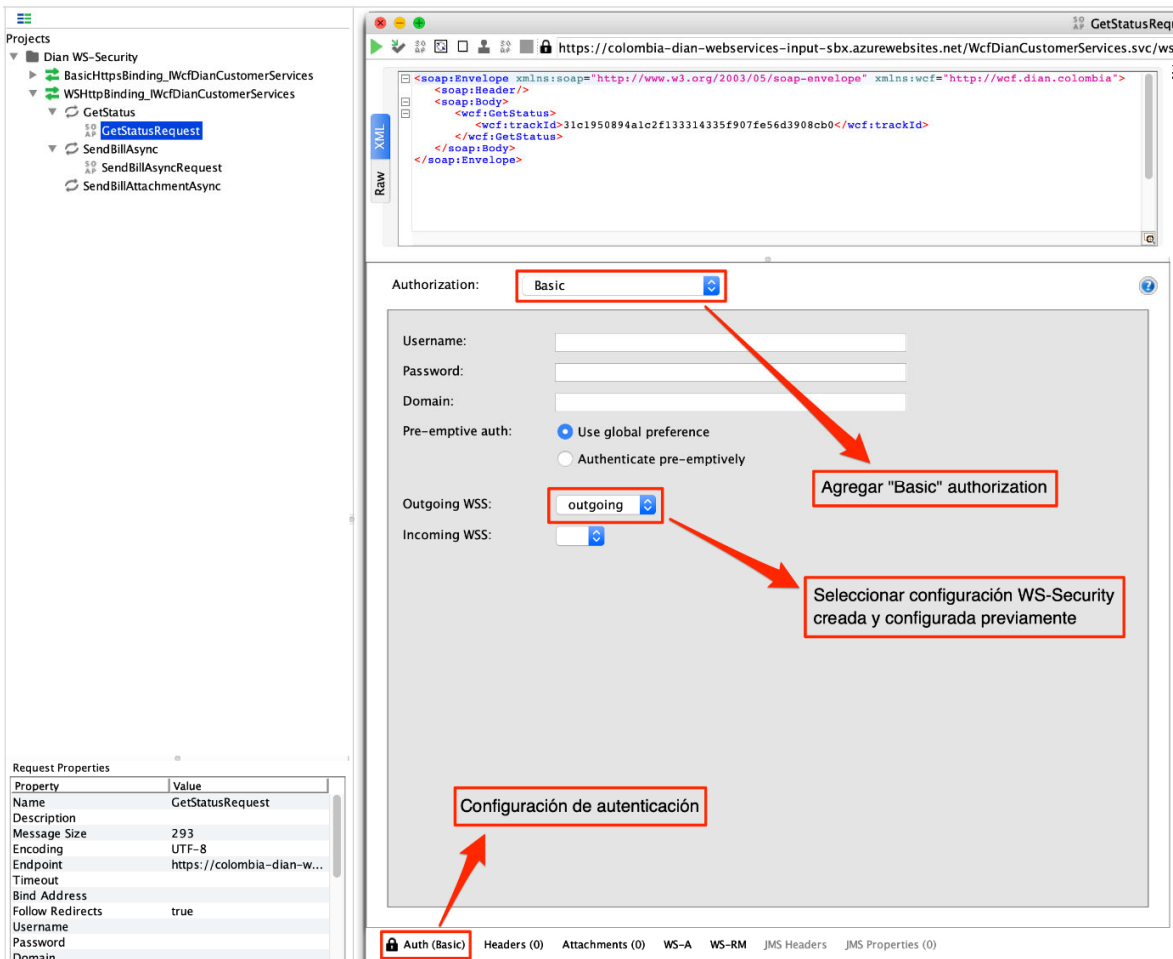 Projects
Dian WS-Security
BasicHttpsBinding_IWcfDianCustomerServices
WSHttpBinding_IWcfDianCustomerServices
GetStatus
SOAP GetStatusRequest
SendBillAsync
SOAP SendBillAsyncRequest
SendBillAttachmentAsync
Request Properties
Property Value
Name GetStatusRequest
Description
Message Size 293
Encoding UTF-8
Endpoint https://colombia-dian-w...
Timeout
Bind Address
Follow Redirects true
Username
Password
Domain
SOAP GetStatusReq
https://colombia-dian-webservices-input-sbx.azurewebsites.net/WcfDianCustomerServices.svc/ws
XML
Raw
<soap:Envelope xmlns:soap="http://www.w3.org/2003/05/soap-envelope" xmlns:wcf="http://wcf.dian.colombia">
<soap:Header/>
<soap:Body>
<wcf:GetStatus>
<wcf:trackId>31c1950894a1c2f133314335f907fe56d3908cb0</wcf:trackId>
</wcf:GetStatus>
</soap:Body>
</soap:Envelope>
Authorization: Basic
Username:
Password:
Domain:
Pre-emptive auth: Use global preference
Authenticate pre-emptively
Agregar "Basic" authorization
Outgoing WSS: outgoing
Incoming WSS:
Seleccionar configuración WS-Security
creada y configurada previamente
Configuración de autenticación
Auth (Basic) Headers (0) Attachments (0) WS-A WS-RM JMS Headers JMS Properties (0)